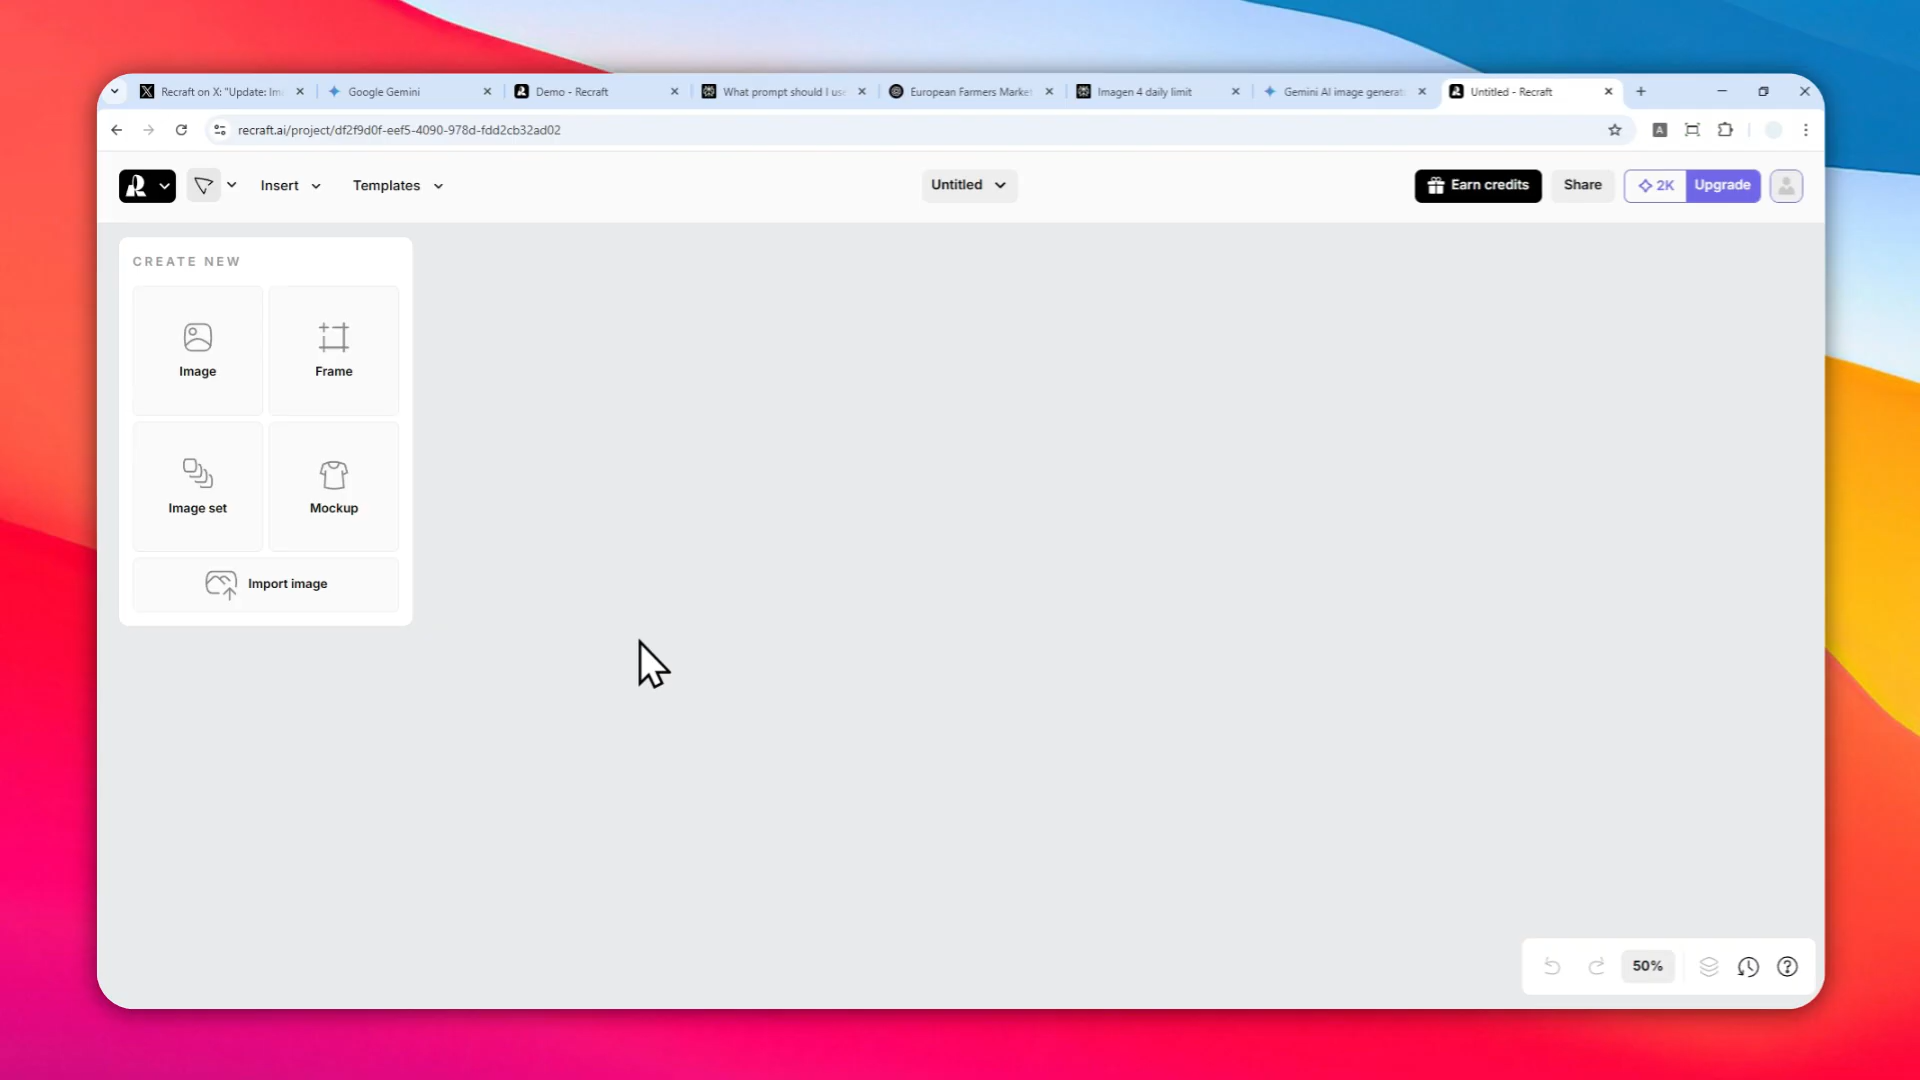 Recraft on X: "Update: Im
Google Gemini
Demo - Recraft
What prompt should I use
European Farmers Market
Imagen 4 daily limit
Gemini AI image generat
Untitled - Recraft
recraft.ai/project/df2f9d0f-eef5-4090-978d-fdd2cb32ad02
A
Insert
Templates
Untitled
Earn credits
Share
2K
Upgrade
CREATE NEW
Image
Frame
Image set
Mockup
Import image
50%